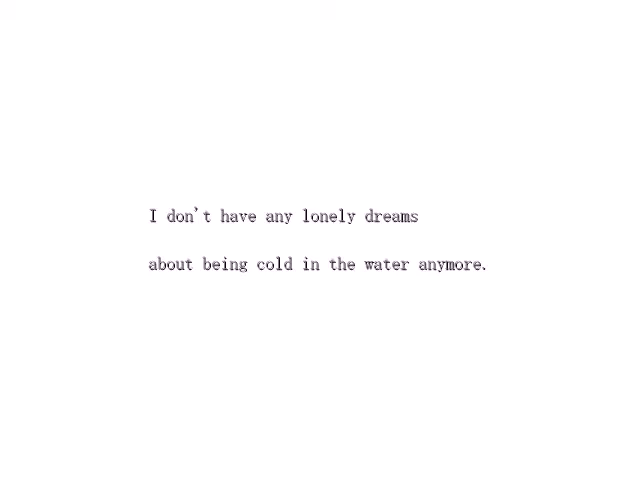 I don't have any lonely dreams
about being cold in the water anymore.